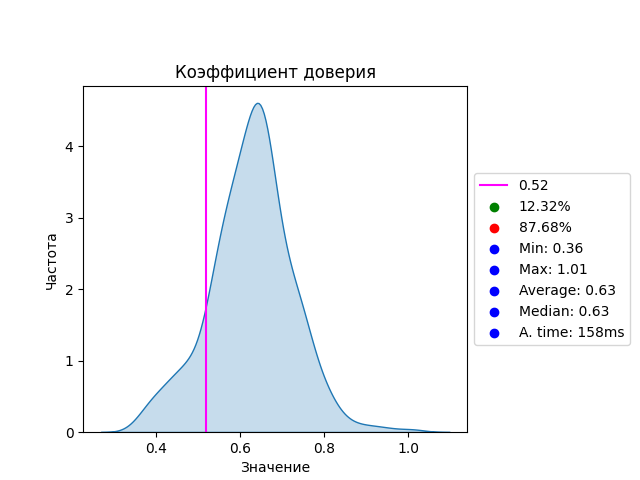 Коэффициент доверия
Частота
4
3
2
1
0
0.4 0.6 0.8 1.0
Значение
0.52
12.32%
87.68%
Min: 0.36
Max: 1.01
Average: 0.63
Median: 0.63
A. time: 158ms